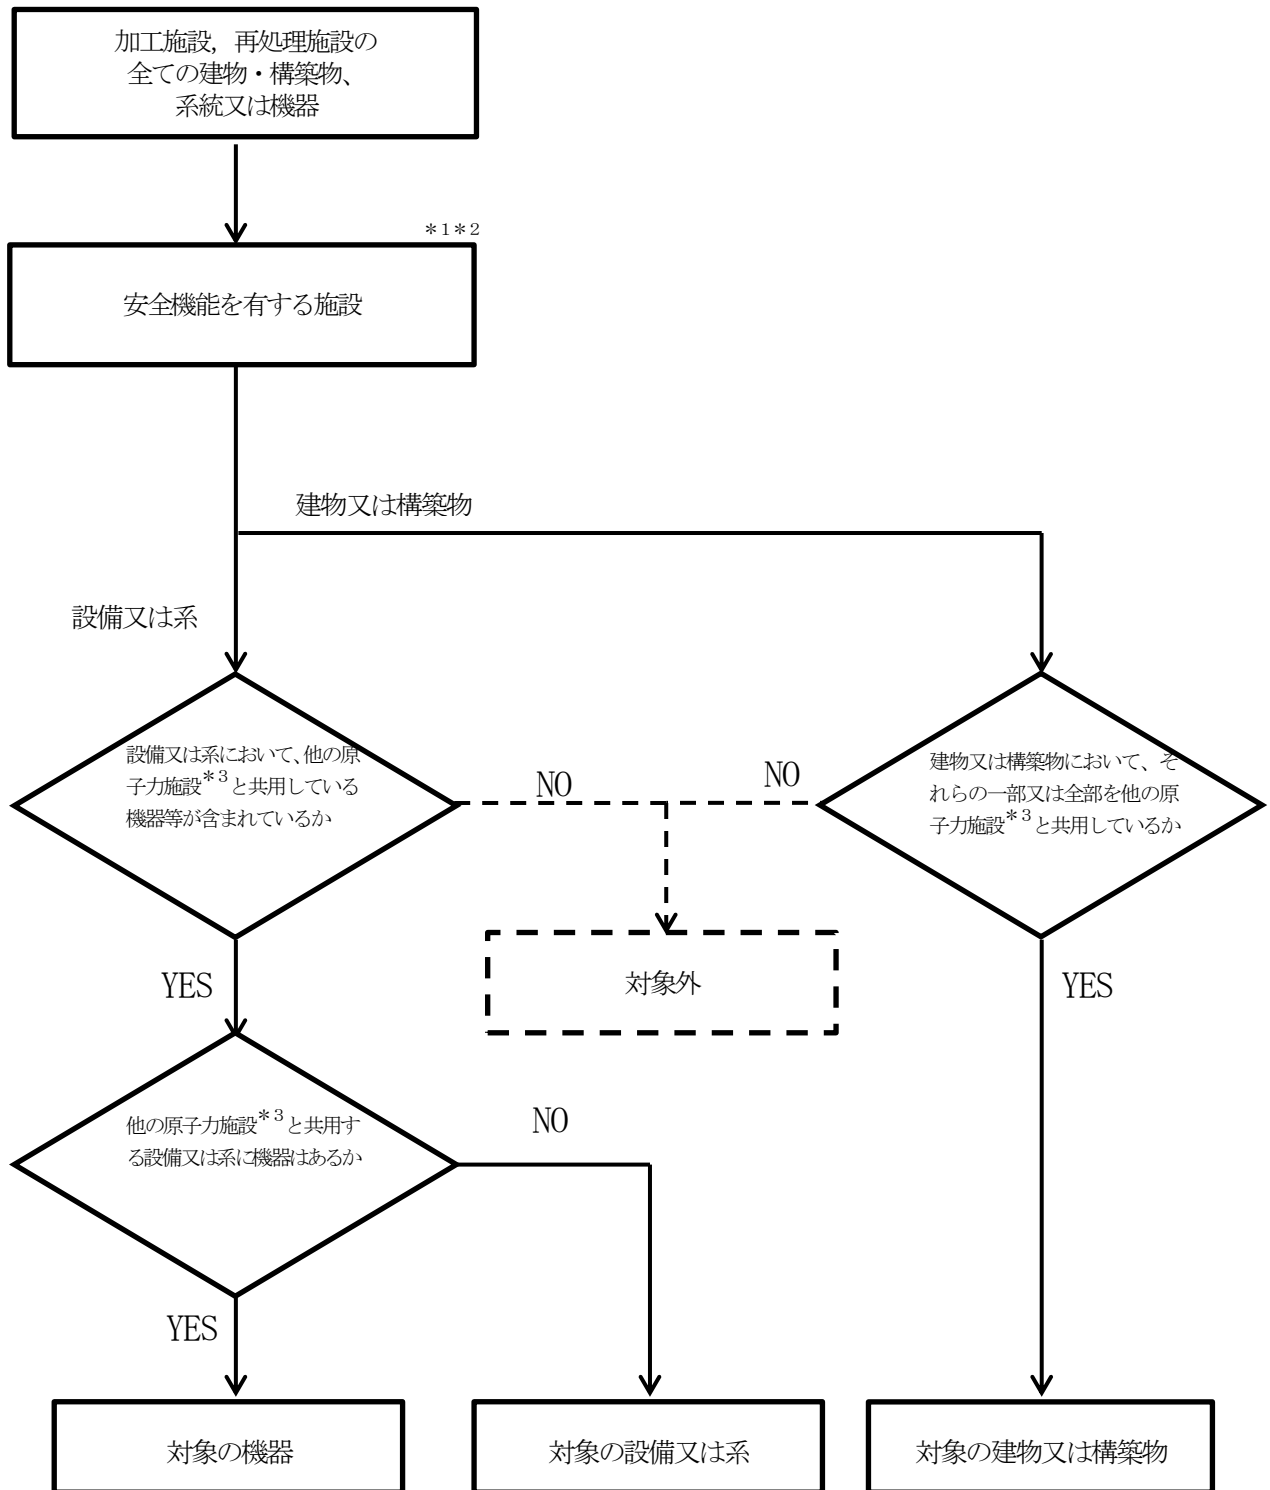 加工施設，再処理施設の
全ての建物・構築物、
系統又は機器
*1*2
安全機能を有する施設
建物又は構築物
設備又は系
設備又は系において、他の原
子力施設*3と共用している
機器等が含まれているか
NO
NO
建物又は構築物において、そ
れらの一部又は全部を他の原
子力施設*3と共用しているか
対象外
YES
YES
他の原子力施設*3と共用す
る設備又は系に機器はあるか
NO
YES
対象の機器
対象の設備又は系
対象の建物又は構築物